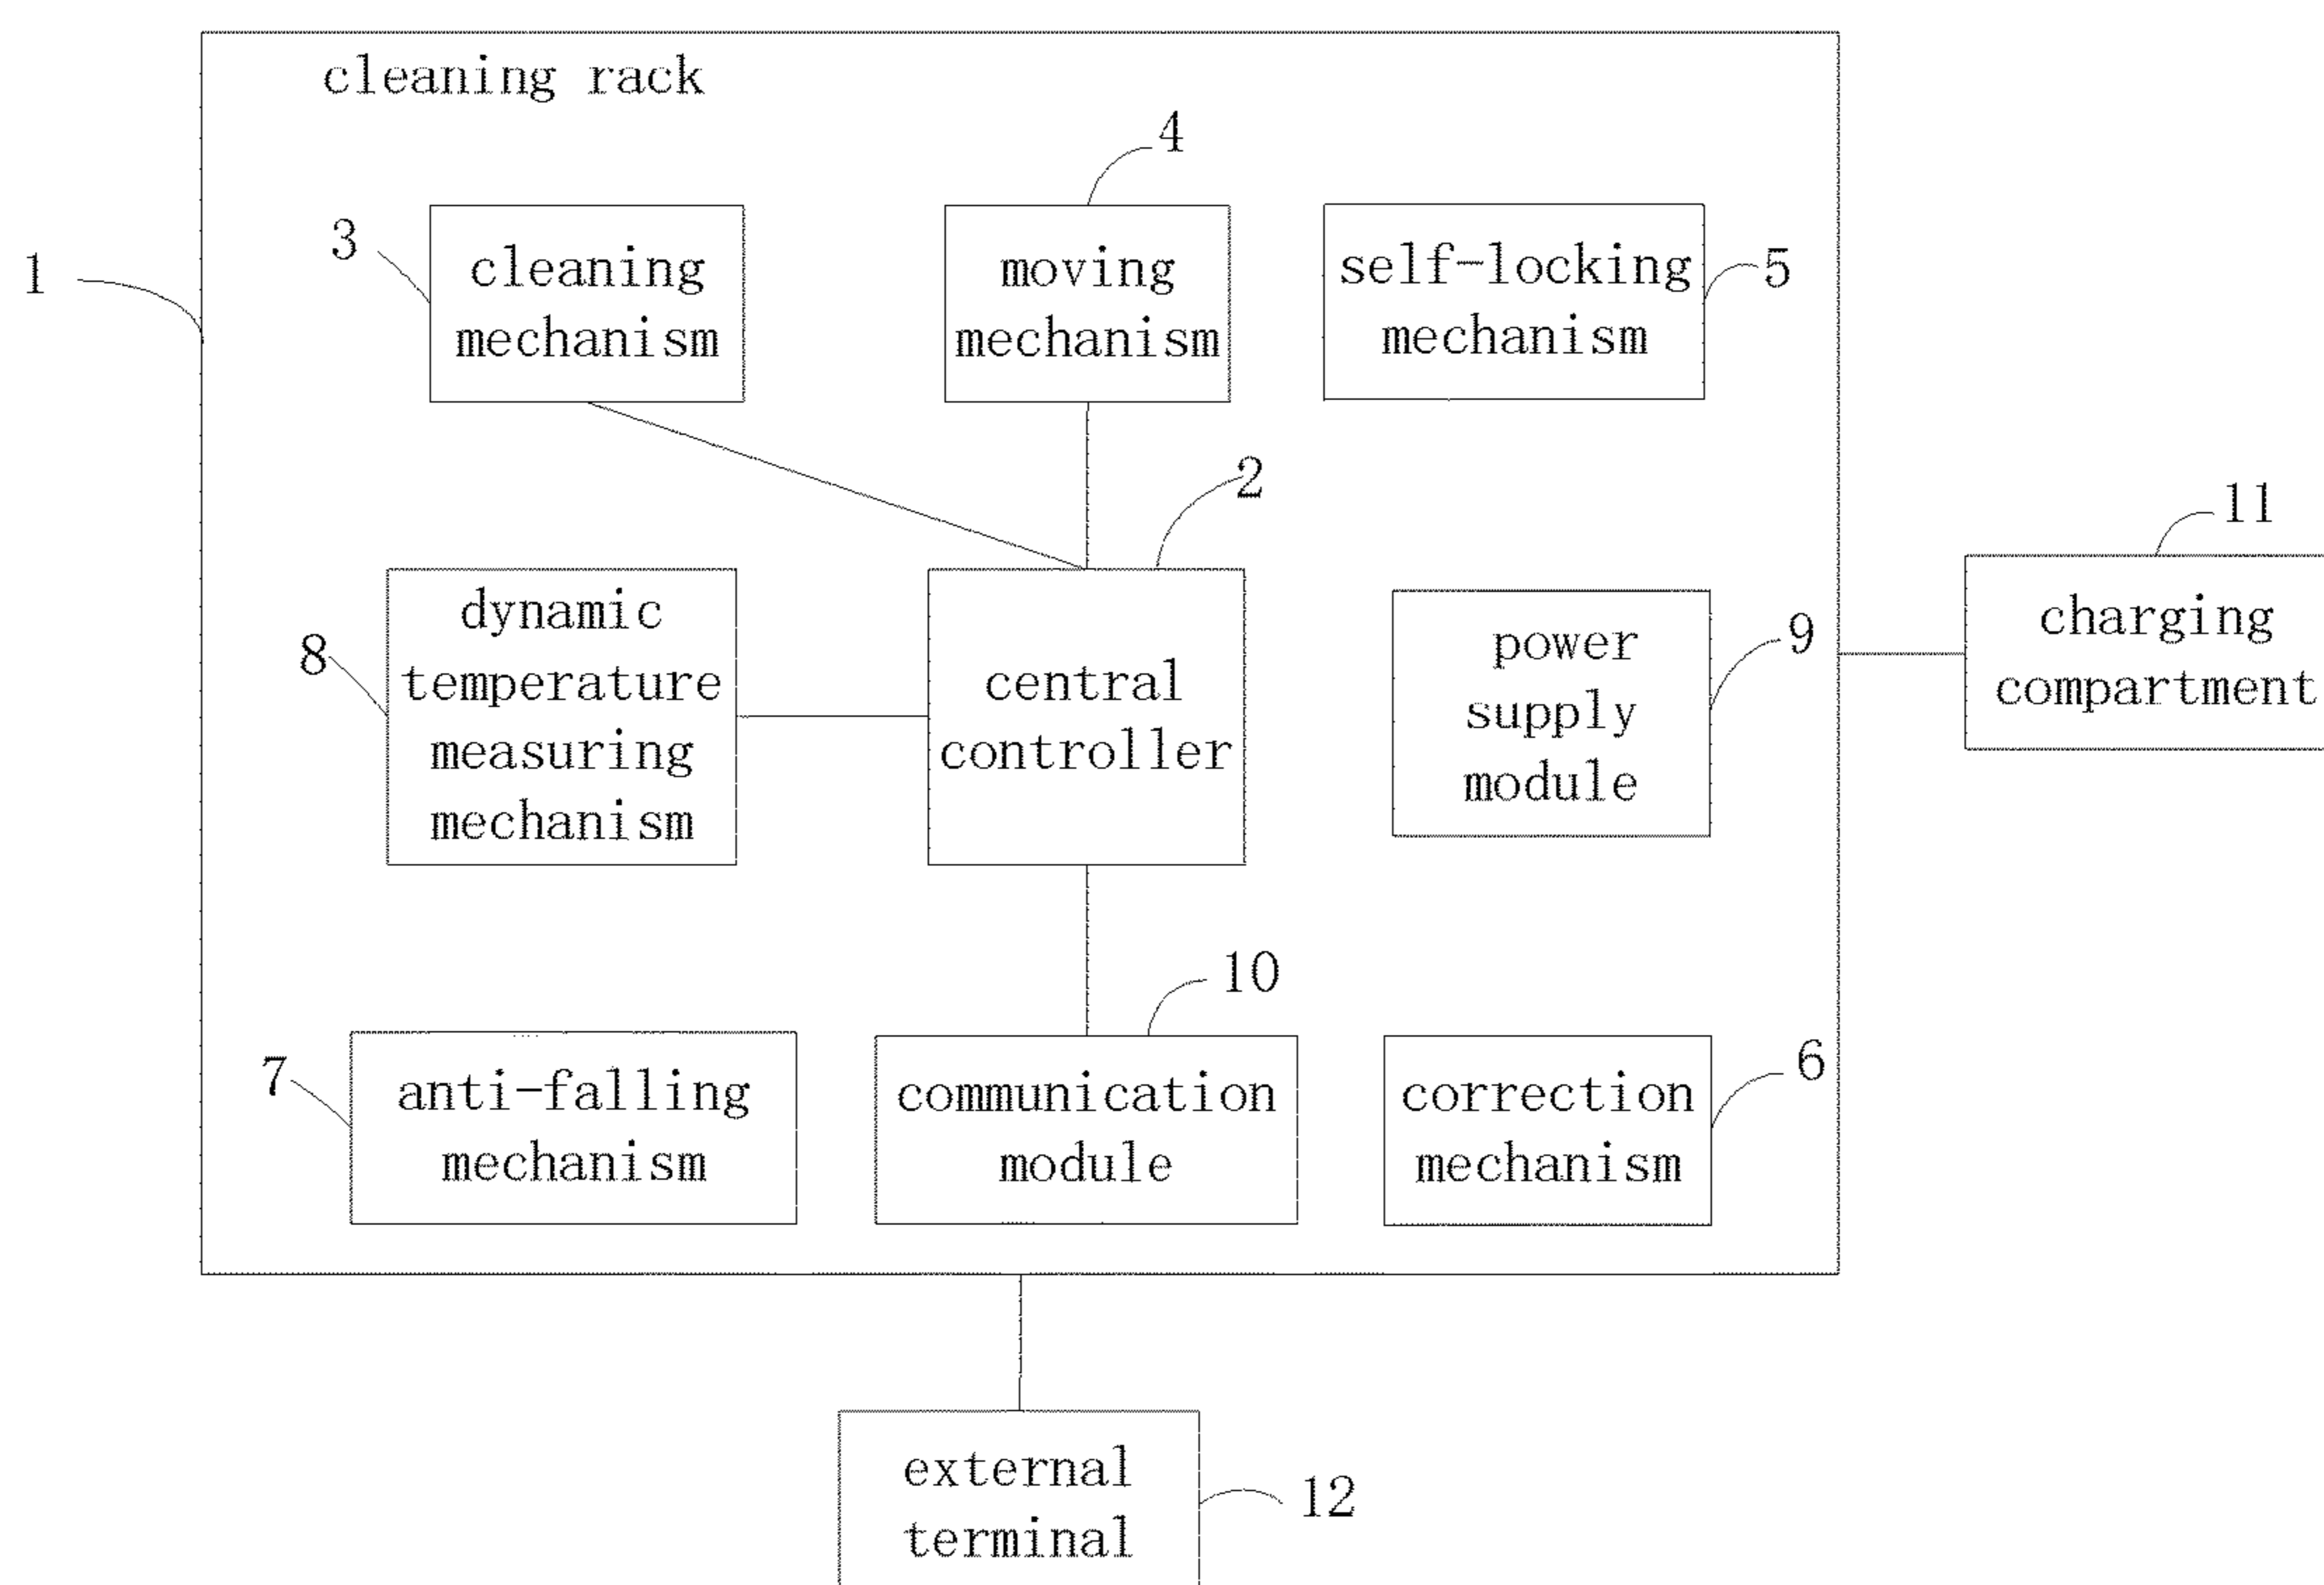 cleaning rack
4
3
1
cleaning
mechanism
moving
mechanism
self-locking
mechanism
5
2
11
8
dynamic
temperature
measuring
mechanism
central
controller
power
supply
module
9
charging
compartment
10
7
anti-falling
mechanism
communication
module
correction
mechanism
6
external
terminal
12